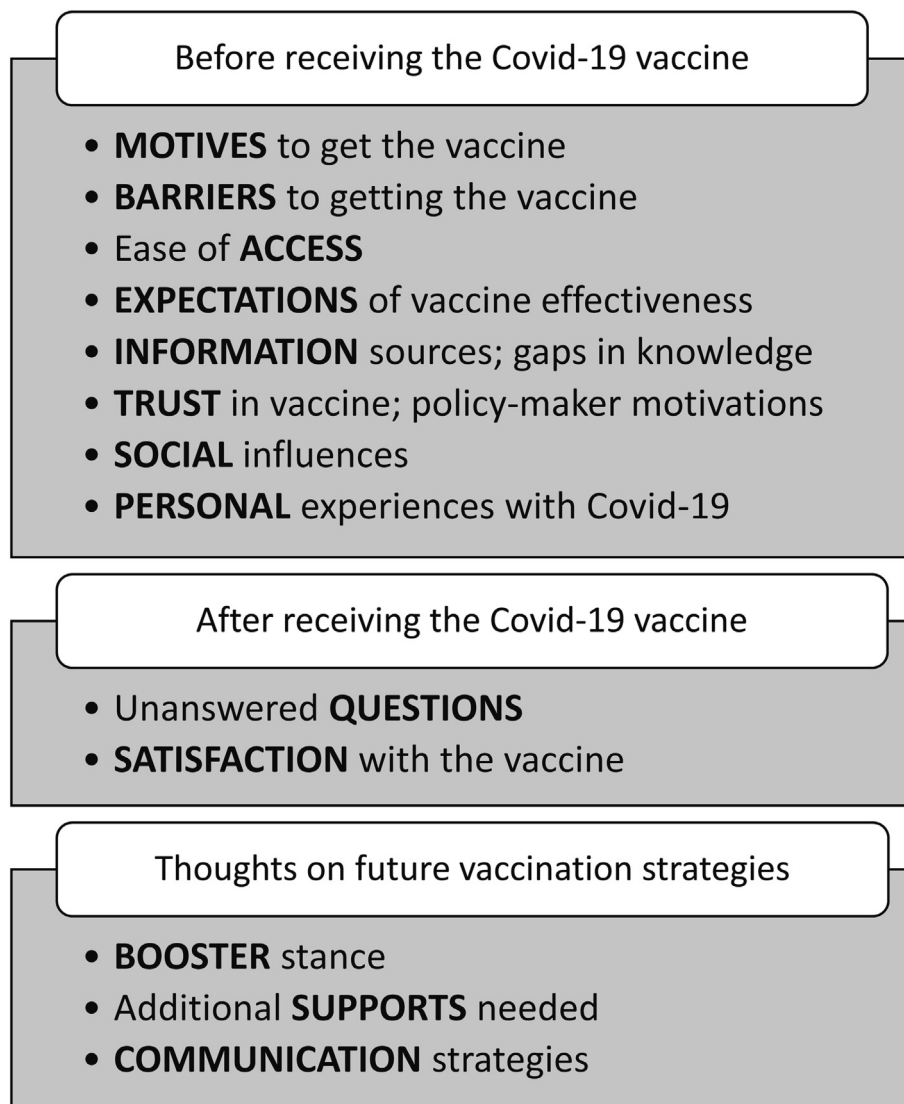 Before receiving the Covid-19 vaccine
• MOTIVES to get the vaccine
• BARRIERS to getting the vaccine
• Ease of ACCESS
• EXPECTATIONS of vaccine effectiveness
• INFORMATION sources; gaps in knowledge
• TRUST in vaccine; policy-maker motivations
• SOCIAL influences
• PERSONAL experiences with Covid-19
After receiving the Covid-19 vaccine
• Unanswered QUESTIONS
• SATISFACTION with the vaccine
Thoughts on future vaccination strategies
• BOOSTER stance
• Additional SUPPORTS needed
• COMMUNICATION strategies